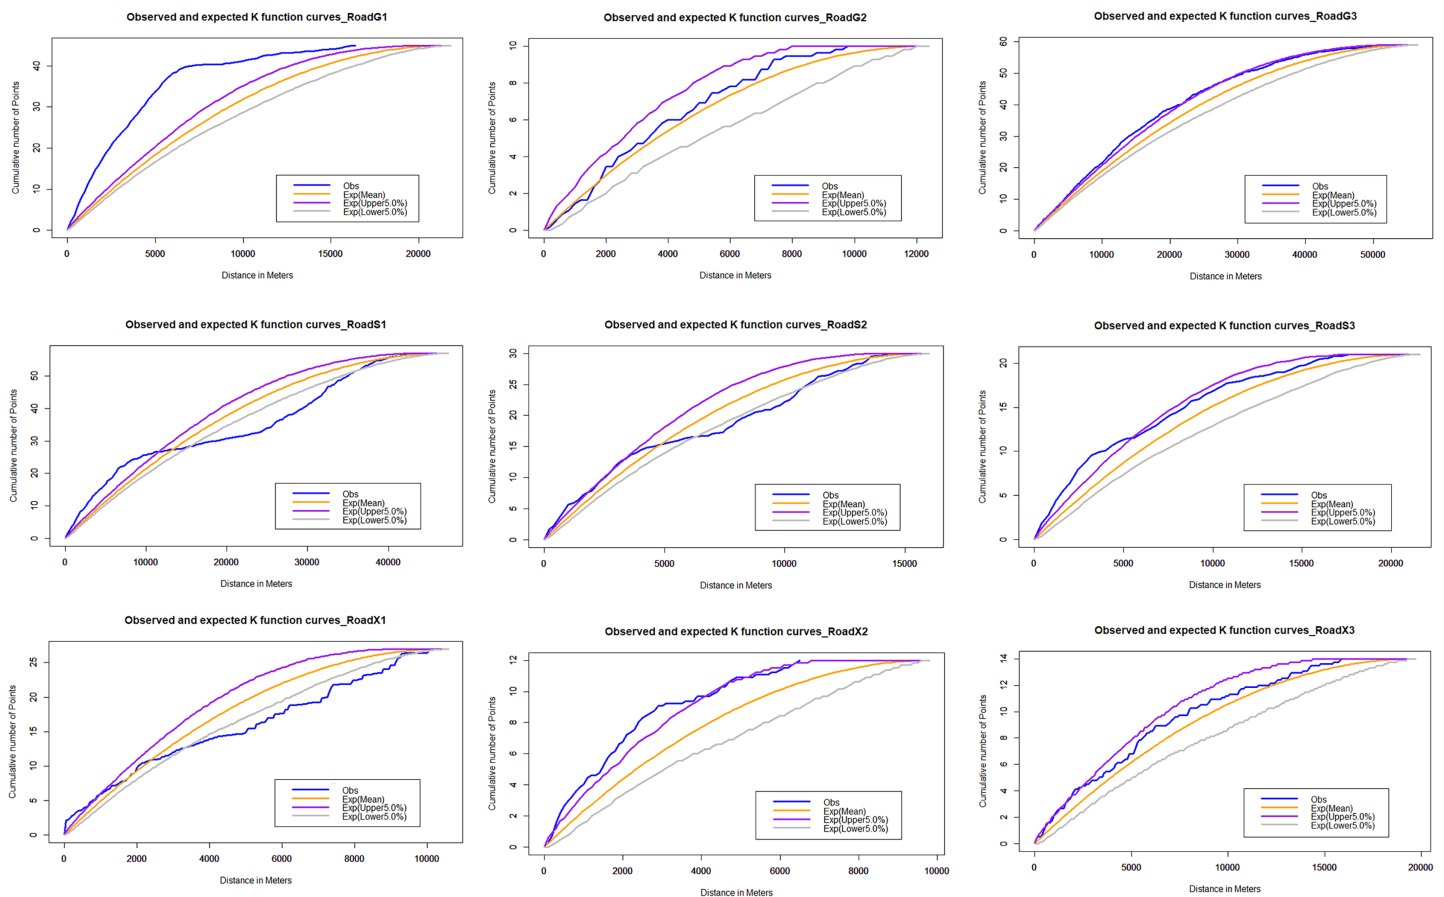 Observed and expected K function curves_RoadG1
Cumulative number of Points
40
30
20
10
0
Obs
Exp(Mean)
Exp(Upper5.0%)
Exp(Lower5.0%)
0 5000 10000 15000 20000
Distance in Meters
Observed and expected K function curves_RoadG2
Cumulative number of Points
10
8
6
4
2
0
Obs
Exp(Mean)
Exp(Upper5.0%)
Exp(Lower5.0%)
0 2000 4000 6000 8000 10000 12000
Distance in Meters
Observed and expected K function curves_RoadG3
Cumulative number of Points
60
50
40
30
20
10
0
Obs
Exp(Mean)
Exp(Upper5.0%)
Exp(Lower5.0%)
0 10000 20000 30000 40000 50000
Distance in Meters
Observed and expected K function curves_RoadS1
Cumulative number of Points
50
40
30
20
10
0
Obs
Exp(Mean)
Exp(Upper5.0%)
Exp(Lower5.0%)
0 10000 20000 30000 40000
Distance in Meters
Observed and expected K function curves_RoadS2
Cumulative number of Points
30
25
20
15
10
5
0
Obs
Exp(Mean)
Exp(Upper5.0%)
Exp(Lower5.0%)
0 5000 10000 15000
Distance in Meters
Observed and expected K function curves_RoadS3
Cumulative number of Points
20
15
10
5
0
Obs
Exp(Mean)
Exp(Upper5.0%)
Exp(Lower5.0%)
0 5000 10000 15000 20000
Distance in Meters
Observed and expected K function curves_RoadX1
Cumulative number of Points
25
20
15
10
5
0
Obs
Exp(Mean)
Exp(Upper5.0%)
Exp(Lower5.0%)
0 2000 4000 6000 8000 10000
Distance in Meters
Observed and expected K function curves_RoadX2
Cumulative number of Points
12
10
8
6
4
2
0
Obs
Exp(Mean)
Exp(Upper5.0%)
Exp(Lower5.0%)
0 2000 4000 6000 8000 10000
Distance in Meters
Observed and expected K function curves_RoadX3
Cumulative number of Points
14
12
10
8
6
4
2
0
Obs
Exp(Mean)
Exp(Upper5.0%)
Exp(Lower5.0%)
0 5000 10000 15000 20000
Distance in Meters